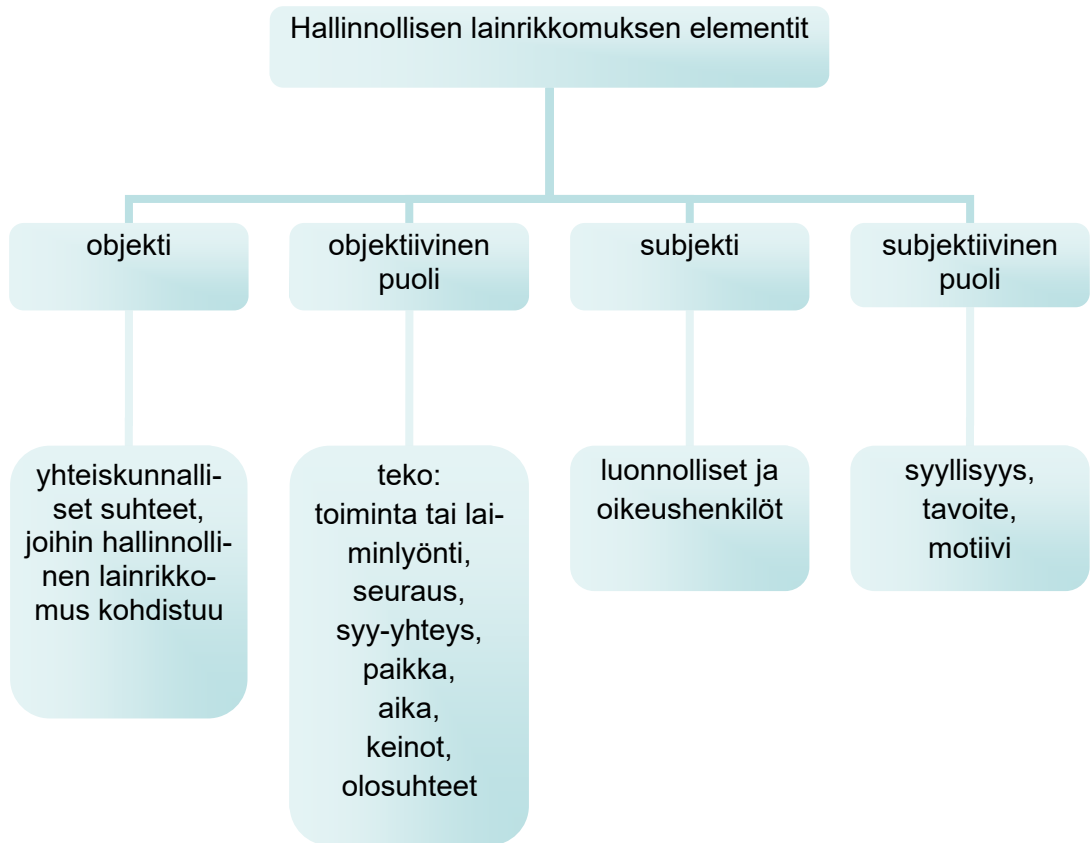 Hallinnollisen lainrikkomuksen elementit
objekti
objektiivinen
puoli
subjekti
subjektiivinen
puoli
yhteiskunnalli-
set suhteet,
joihin hallinnolli-
nen lainrikko-
mus kohdistuu
teko:
toiminta tai lai-
minlyönti,
seuraus,
syy-yhteys,
paikka,
aika,
keinot,
olosuhteet
luonnolliset ja
oikeushenkilöt
syyllisyys,
tavoite,
motiivi